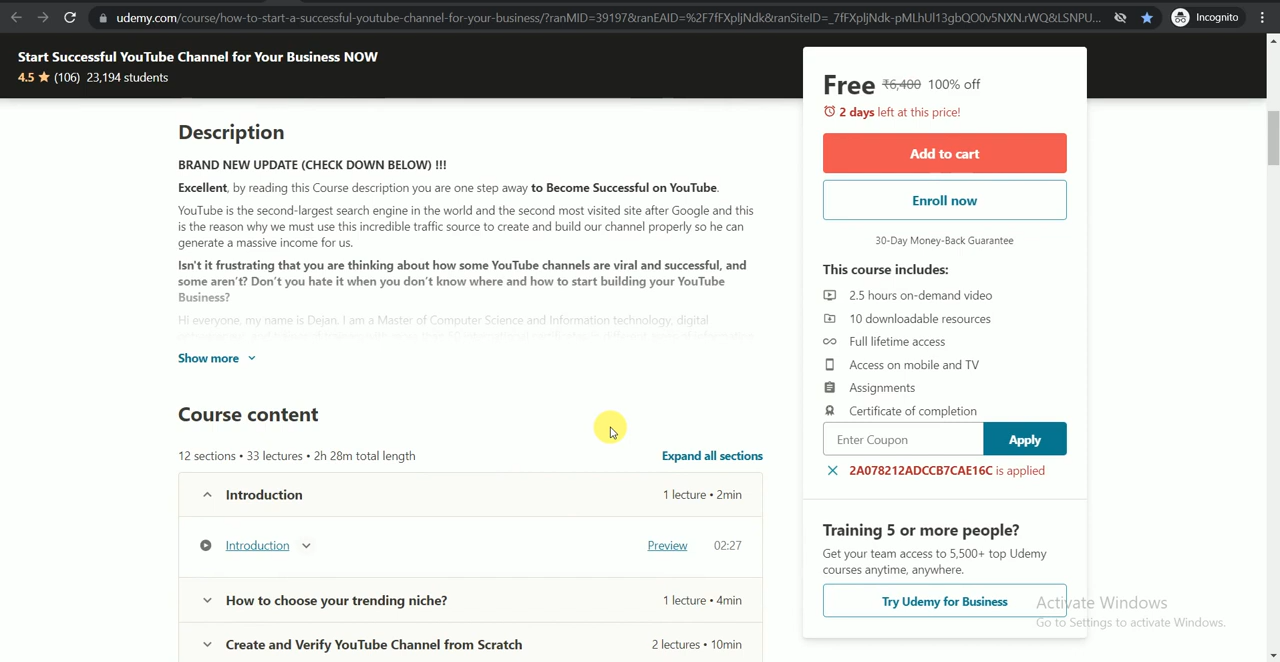 udemy.com/course/how-to-start-a-successful-youtube-channel-for-your-business/?ranMID=39197&ranEAID=%2F7fFXpljNdk&ranSiteID=_7fFXpljNdk-pMLhUl13gbQO0v5NXN.rWQ&LSNPU...
Incognito
Start Successful YouTube Channel for Your Business NOW
4.5 ★ (106) 23,194 students
Description
BRAND NEW UPDATE (CHECK DOWN BELOW) !!!
Excellent, by reading this Course description you are one step away to Become Successful on YouTube.
YouTube is the second-largest search engine in the world and the second most visited site after Google and this
is the reason why we must use this incredible traffic source to create and build our channel properly so he can
generate a massive income for us.
Isn't it frustrating that you are thinking about how some YouTube channels are viral and successful, and
some aren't? Don't you hate it when you don't know where and how to start building your YouTube
Business?
Hi everyone, my name is Dejan, I am a Master of Computer Science and Information technology, digital
Show more
Course content
12 sections • 33 lectures • 2h 28m total length
Expand all sections
Introduction
1 lecture • 2min
Introduction
Preview
02:27
How to choose your trending niche?
1 lecture • 4min
Create and Verify YouTube Channel from Scratch
2 lectures • 10min
Free ₹6,400 100% off
2 days left at this price!
Add to cart
Enroll now
30-Day Money-Back Guarantee
This course includes:
2.5 hours on-demand video
10 downloadable resources
Full lifetime access
Access on mobile and TV
Assignments
Certificate of completion
Enter Coupon
Apply
2A078212ADCCB7CAE16C is applied
Training 5 or more people?
Get your team access to 5,500+ top Udemy
courses anytime, anywhere.
Try Udemy for Business
Activate Windows
Go to Settings to activate Windows.